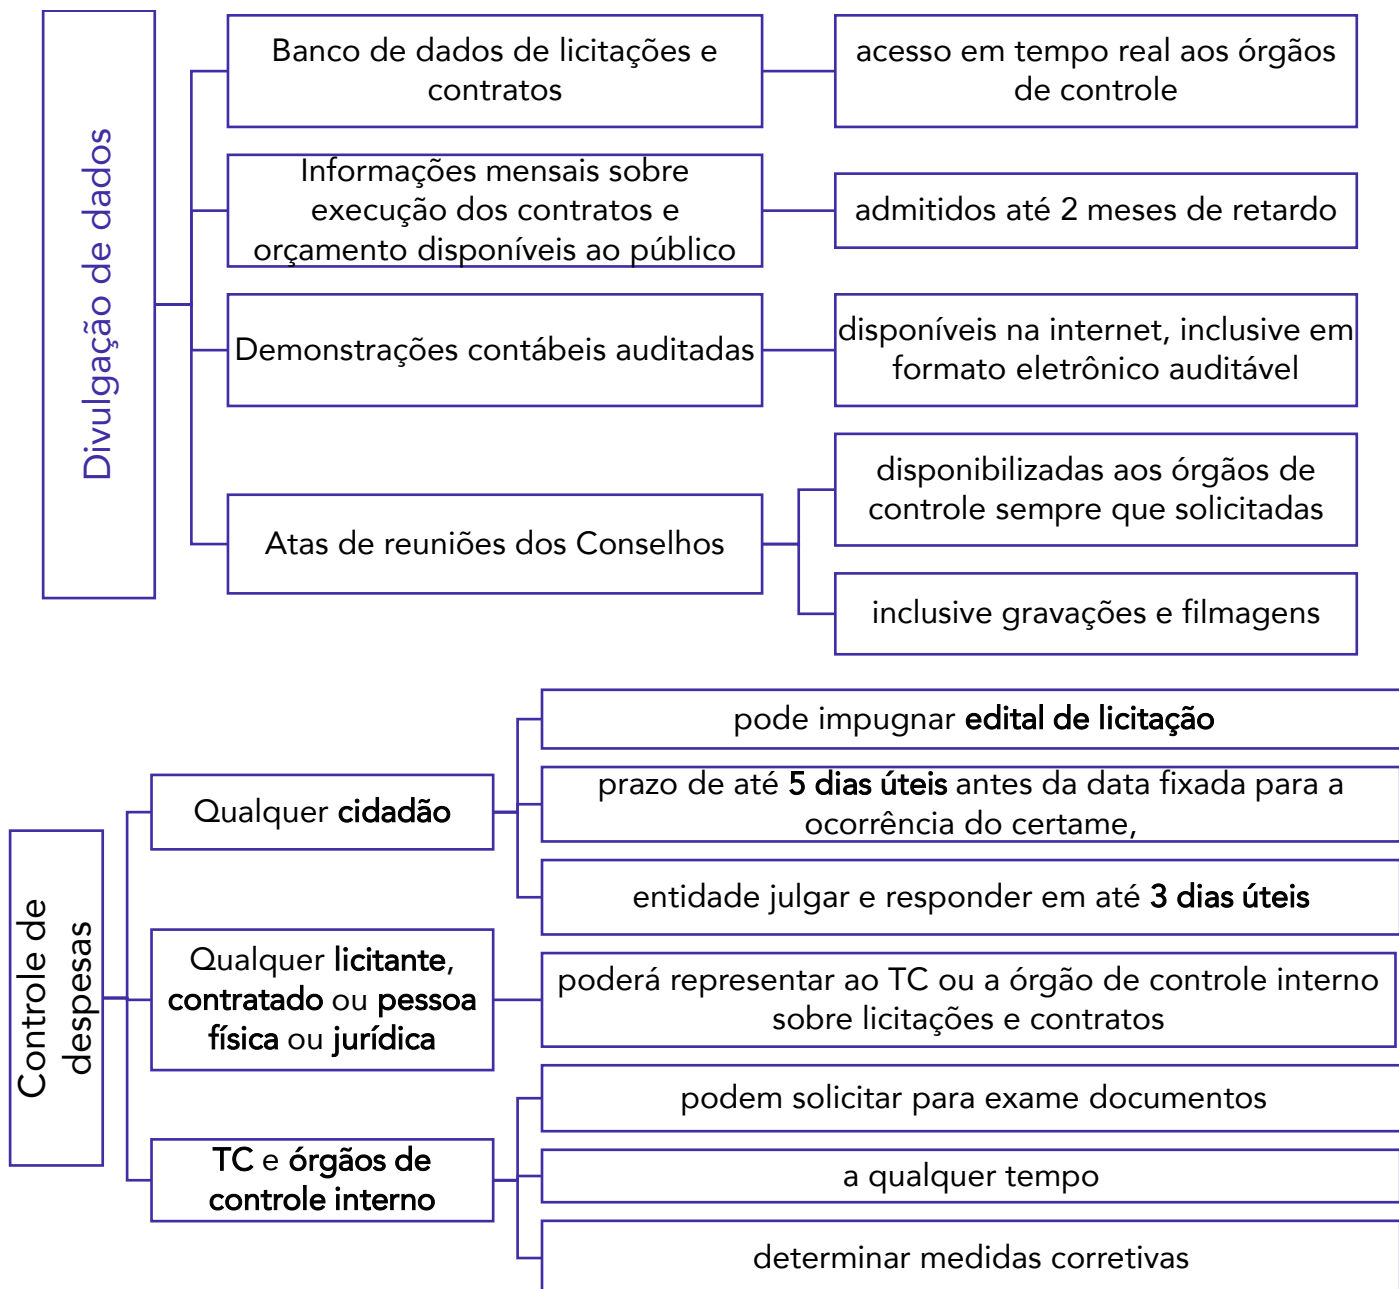 Divulgação de dados
Banco de dados de licitações e
contratos
acesso em tempo real aos órgãos
de controle
Informações mensais sobre
execução dos contratos e
orçamento disponíveis ao público
admitidos até 2 meses de retardo
Demonstrações contábeis auditadas
disponíveis na internet, inclusive em
formato eletrônico auditável
Atas de reuniões dos Conselhos
disponibilizadas aos órgãos de
controle sempre que solicitadas
inclusive gravações e filmagens
Controle de
despesas
Qualquer cidadão
pode impugnar edital de licitação
prazo de até 5 dias úteis antes da data fixada para a
ocorrência do certame,
entidade julgar e responder em até 3 dias úteis
Qualquer licitante,
contratado ou pessoa
física ou jurídica
poderá representar ao TC ou a órgão de controle interno
sobre licitações e contratos
TC e órgãos de
controle interno
podem solicitar para exame documentos
a qualquer tempo
determinar medidas corretivas